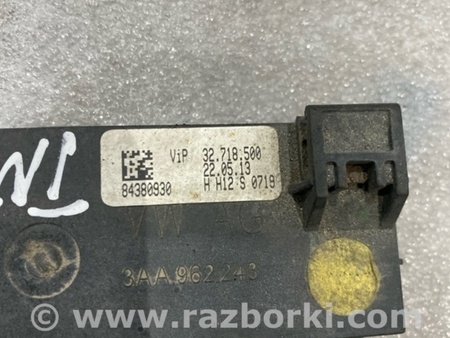 ViP 32.718.500
22.05.13
84380930 H H12 S 0719
3AA 962 243
www.razborki.com